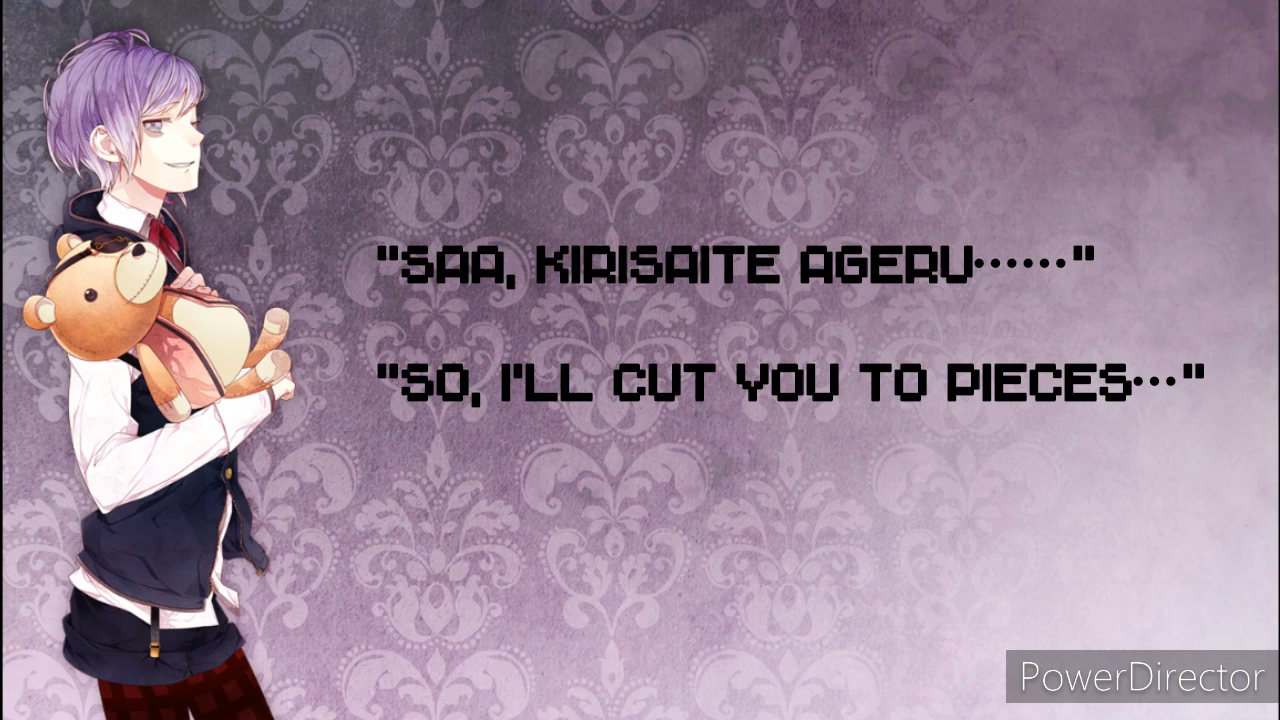 "SAA, KIRISAITE AGERU⋯⋯"
"SO, I'LL CUT YOU TO PIECES⋯"
PowerDirector